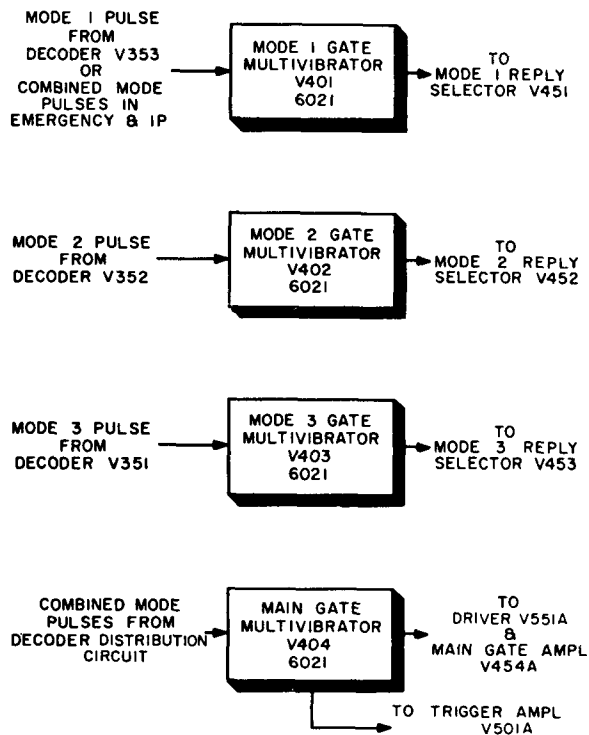 MODE 1 PULSE
FROM
DECODER V353
OR
COMBINED MODE
PULSES IN
EMERGENCY & IP
MODE 1 GATE
MULTIVIBRATOR
V401
6021
TO
MODE 1 REPLY
SELECTOR V451
MODE 2 PULSE
FROM
DECODER V352
MODE 2 GATE
MULTIVIBRATOR
V402
6021
TO
MODE 2 REPLY
SELECTOR V452
MODE 3 PULSE
FROM
DECODER V351
MODE 3 GATE
MULTIVIBRATOR
V403
6021
TO
MODE 3 REPLY
SELECTOR V453
COMBINED MODE
PULSES FROM
DECODER DISTRIBUTION
CIRCUIT
MAIN GATE
MULTIVIBRATOR
V404
6021
TO
DRIVER V551A
&
MAIN GATE AMPL
V454A
TO TRIGGER AMPL
V501A